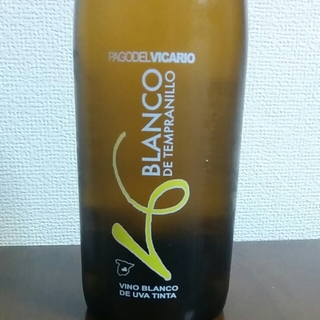 PAGODELVICARIO
BLANCO
DE TEMPRANILLO
VINO BLANCO
DE UVA TINTA